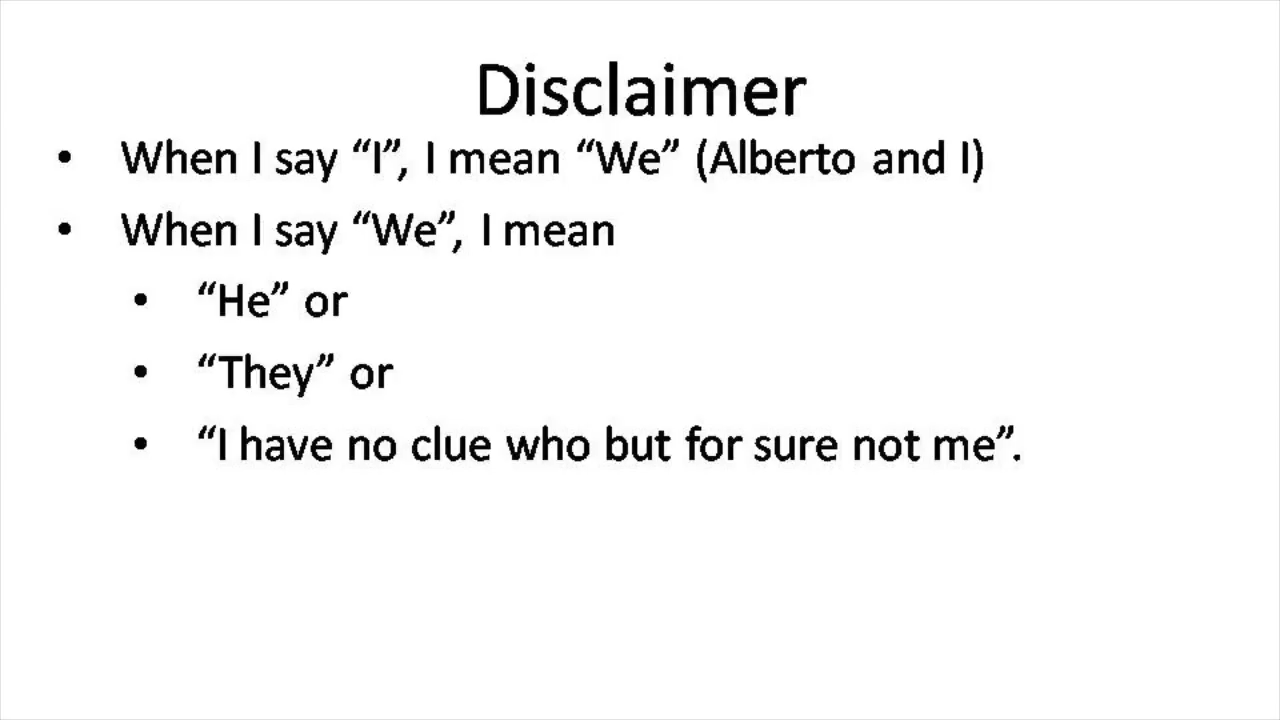 Disclaimer
• When I say “I”, I mean “We” (Alberto and I)
• When I say “We”, I mean
• “He” or
• “They” or
• “I have no clue who but for sure not me”.